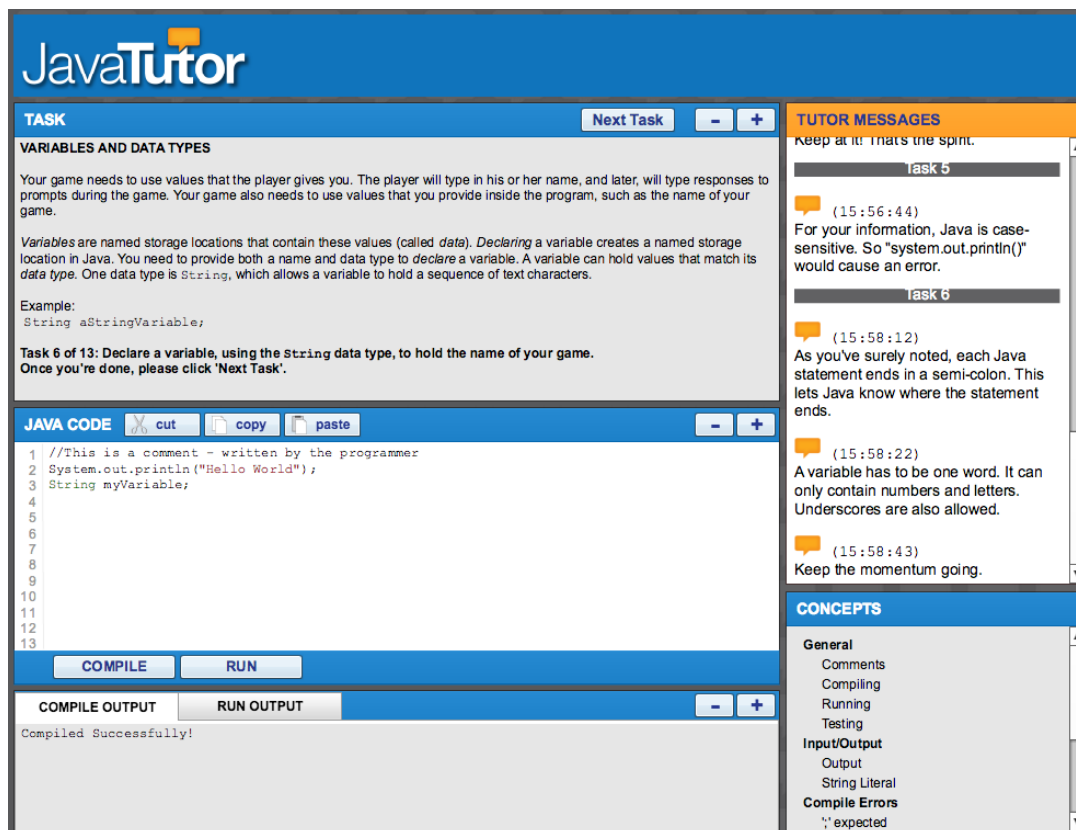 JavaTutor
TASK
Next Task
-
+
VARIABLES AND DATA TYPES
Your game needs to use values that the player gives you. The player will type in his or her name, and later, will type responses to
prompts during the game. Your game also needs to use values that you provide inside the program, such as the name of your
game.
Variables are named storage locations that contain these values (called data). Declaring a variable creates a named storage
location in Java. You need to provide both a name and data type to declare a variable. A variable can hold values that match its
data type. One data type is String, which allows a variable to hold a sequence of text characters.
Example:
String aStringVariable;
Task 6 of 13: Declare a variable, using the String data type, to hold the name of your game.
Once you're done, please click 'Next Task'.
JAVA CODE
cut
copy
paste
-
+
1 //This is a comment - written by the programmer
2 System.out.println("Hello World");
3 String myVariable;
4
5
6
7
8
9
10
11
12
13
COMPILE
RUN
COMPILE OUTPUT
RUN OUTPUT
-
+
Compiled Successfully!
TUTOR MESSAGES
Keep at it! That's the spirit.
Task 5
(15:56:44)
For your information, Java is case-
sensitive. So "system.out.println()"
would cause an error.
Task 6
(15:58:12)
As you've surely noted, each Java
statement ends in a semi-colon. This
lets Java know where the statement
ends.
(15:58:22)
A variable has to be one word. It can
only contain numbers and letters.
Underscores are also allowed.
(15:58:43)
Keep the momentum going.
CONCEPTS
General
Comments
Compiling
Running
Testing
Input/Output
Output
String Literal
Compile Errors
';' expected